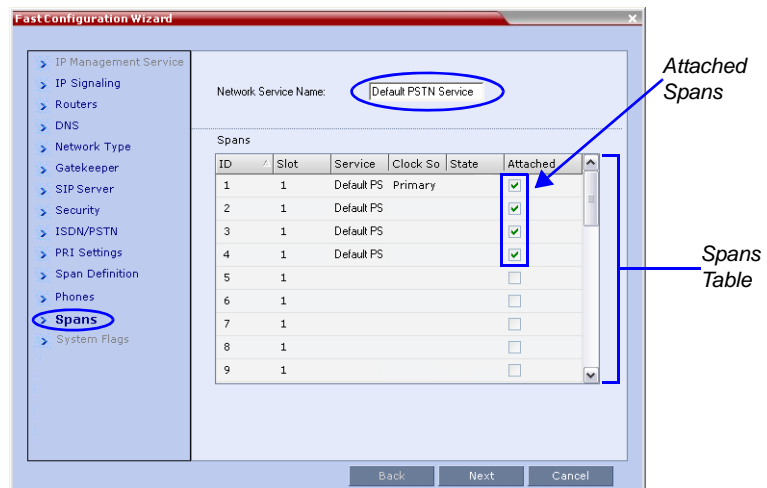 Fast Configuration Wizard
IP Management Service
IP Signaling
Routers
DNS
Network Type
Gatekeeper
SIP Server
Security
ISDN/PSTN
PRI Settings
Span Definition
Phones
Spans
System Flags
Network Service Name: Default PSTN Service
Spans
ID Slot Service Clock So State Attached
1 1 Default PS Primary
2 1 Default PS
3 1 Default PS
4 1 Default PS
5 1
6 1
7 1
8 1
9 1
Back Next Cancel
Attached
Spans
Spans
Table